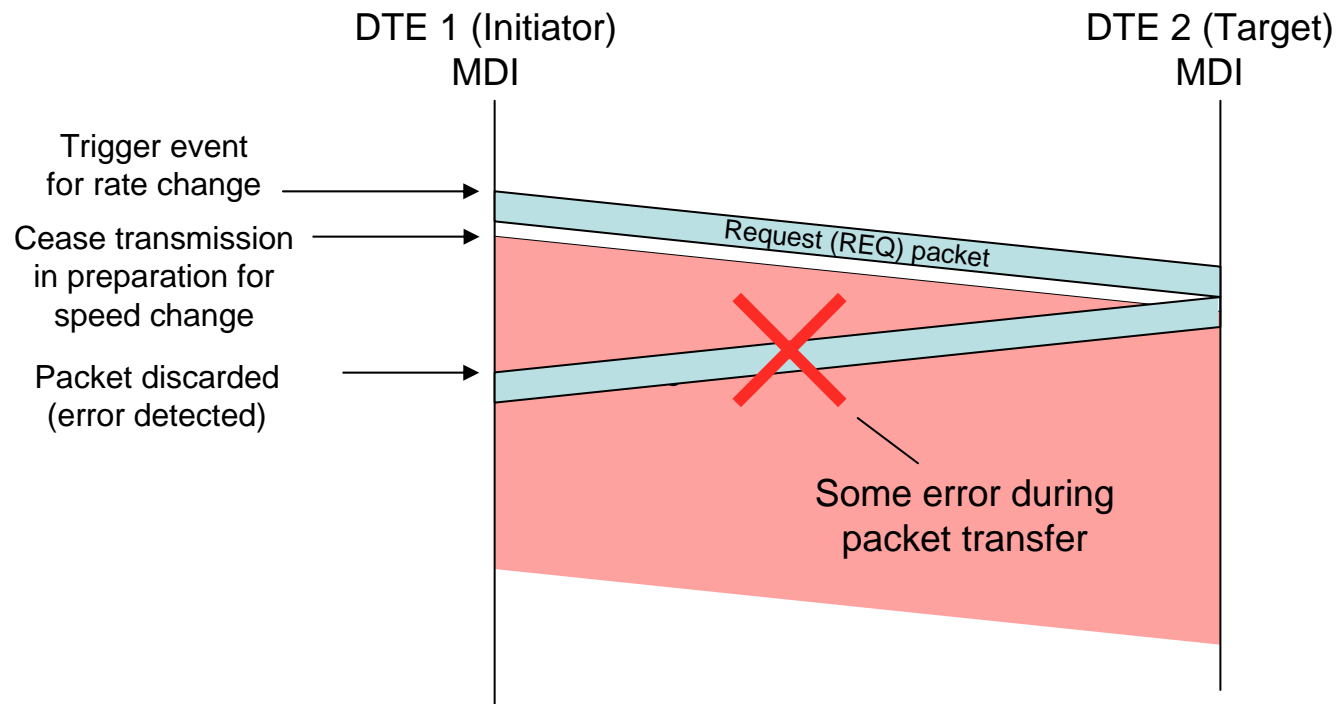 DTE 1 (Initiator)
MDI
DTE 2 (Target)
MDI
Trigger event
for rate change
Cease transmission
in preparation for
speed change
Packet discarded
(error detected)
Request (REQ) packet
Some error during
packet transfer